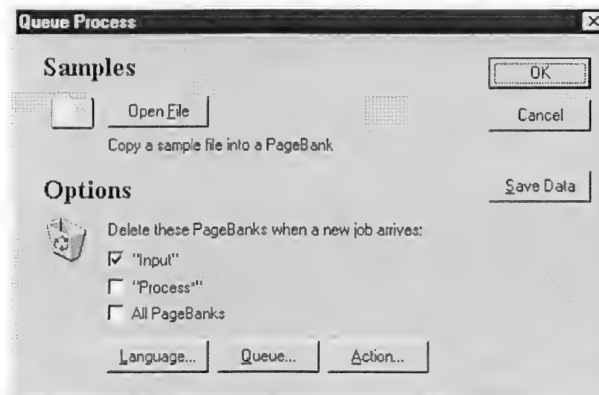 Queue Process
Samples
OK
Open File
Cancel
Copy a sample file into a PageBank
Options
Save Data
Delete these PageBanks when a new job arrives:
"Input"
"Process*"
All PageBanks
Language...
Queue...
Action...